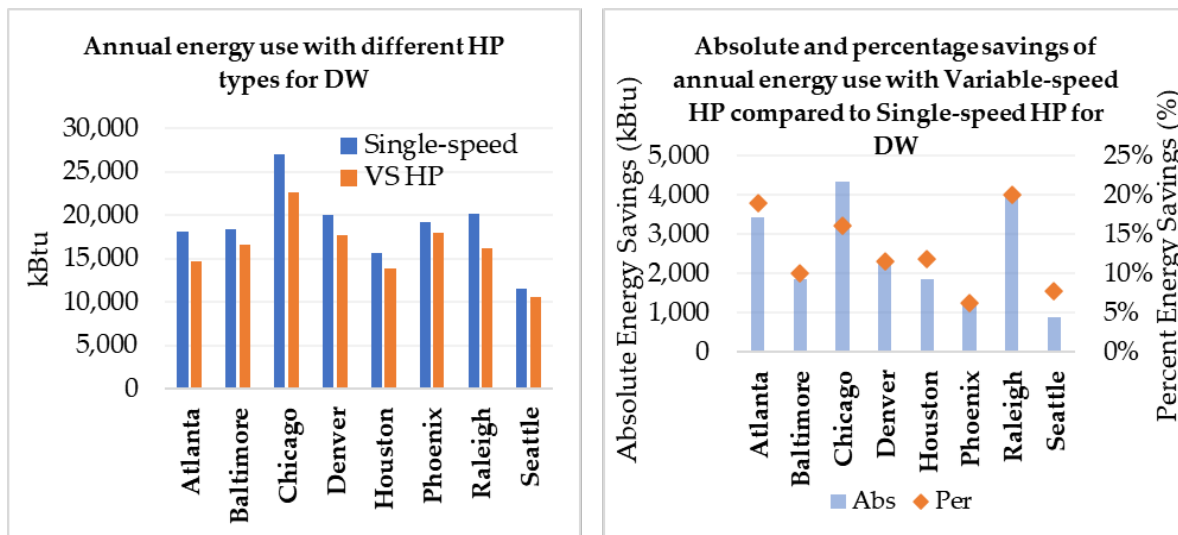 Annual energy use with different HP
types for DW
kBtu
30,000
25,000
20,000
15,000
10,000
5,000
0
Single-speed
VS HP
Atlanta
Baltimore
Chicago
Denver
Houston
Phoenix
Raleigh
Seattle
Absolute and percentage savings of
annual energy use with Variable-speed
HP compared to Single-speed HP for
DW
Absolute Energy Savings (kBtu)
5,000
4,000
3,000
2,000
1,000
0
25%
20%
15%
10%
5%
0%
Percent Energy Savings (%)
Atlanta
Baltimore
Chicago
Denver
Houston
Phoenix
Raleigh
Seattle
Abs
Per